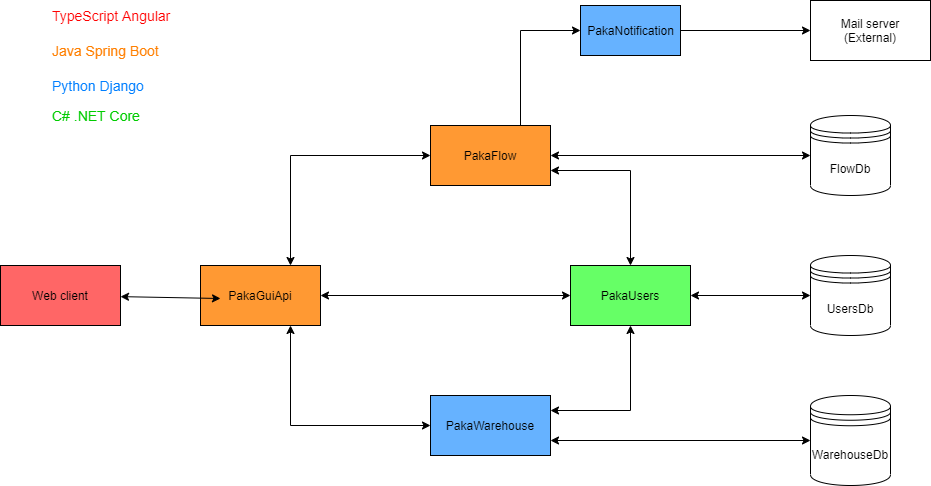 TypeScript Angular
Java Spring Boot
Python Django
C# .NET Core
PakaNotification
Mail server
(External)
PakaFlow
FlowDb
Web client
PakaGuiApi
PakaUsers
UsersDb
PakaWarehouse
WarehouseDb